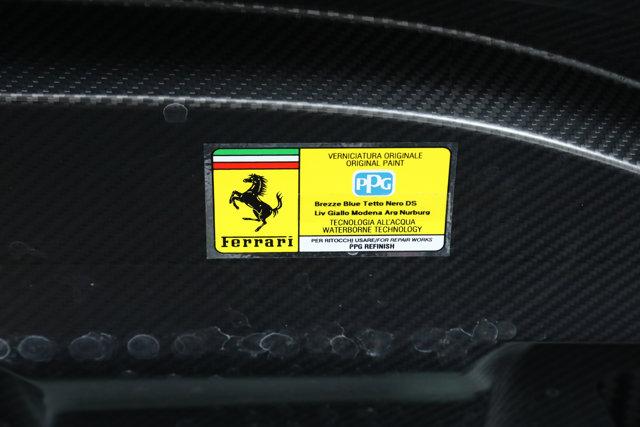 Ferrari
VERNICIATURA ORIGINALE
ORIGINAL PAINT
PPG
Brezze Blue Tetto Nero DS
Liv Giallo Modena Arg Nurburg
TECNOLOGIA ALL'ACQUA
WATERBORNE TECHNOLOGY
PER RITOCCHI USARE/FOR REPAIR WORKS
PPG REFINISH